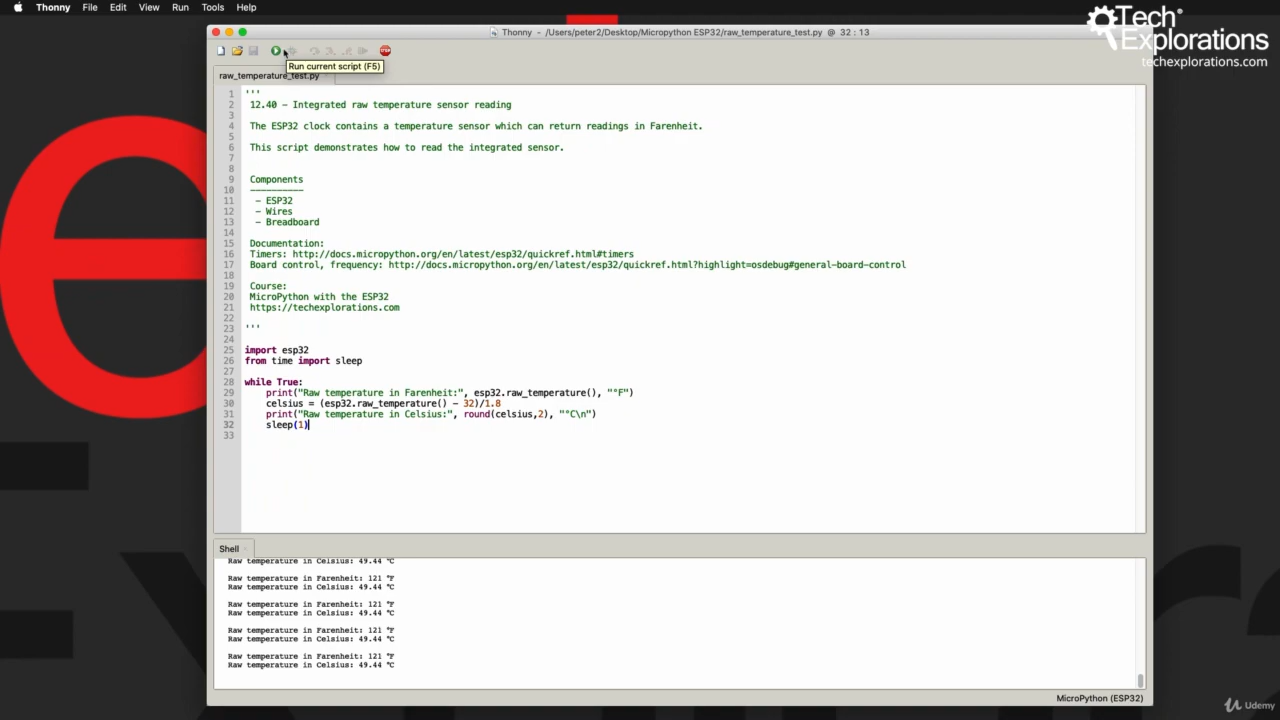 Thonny File Edit View Run Tools Help
Tech Explorations
techexplorations.com
Thonny - /Users/peter2/Desktop/Micropython ESP32/raw_temperature_test.py @ 32 : 13
STOP
Run current script (F5)
raw_temperature_test.py
1 '''
2 12.40 - Integrated raw temperature sensor reading
3
4 The ESP32 clock contains a temperature sensor which can return readings in Farenheit.
5
6 This script demonstrates how to read the integrated sensor.
7
8
9 Components
10 ----------
11 - ESP32
12 - Wires
13 - Breadboard
14
15 Documentation:
16 Timers: http://docs.micropython.org/en/latest/esp32/quickref.html#timers
17 Board control, frequency: http://docs.micropython.org/en/latest/esp32/quickref.html?highlight=osdebug#general-board-control
18
19 Course:
20 MicroPython with the ESP32
21 https://techexplorations.com
22
23 '''
24
25 import esp32
26 from time import sleep
27
28 while True:
29 print("Raw temperature in Farenheit:", esp32.raw_temperature(), "°F")
30 celsius = (esp32.raw_temperature() - 32)/1.8
31 print("Raw temperature in Celsius:", round(celsius,2), "°C\n")
32 sleep(1)
33
Shell
Raw temperature in Celsius: 49.44 °C
Raw temperature in Farenheit: 121 °F
Raw temperature in Celsius: 49.44 °C
Raw temperature in Farenheit: 121 °F
Raw temperature in Celsius: 49.44 °C
Raw temperature in Farenheit: 121 °F
Raw temperature in Celsius: 49.44 °C
Raw temperature in Farenheit: 121 °F
Raw temperature in Celsius: 49.44 °C
MicroPython (ESP32)
Udemy